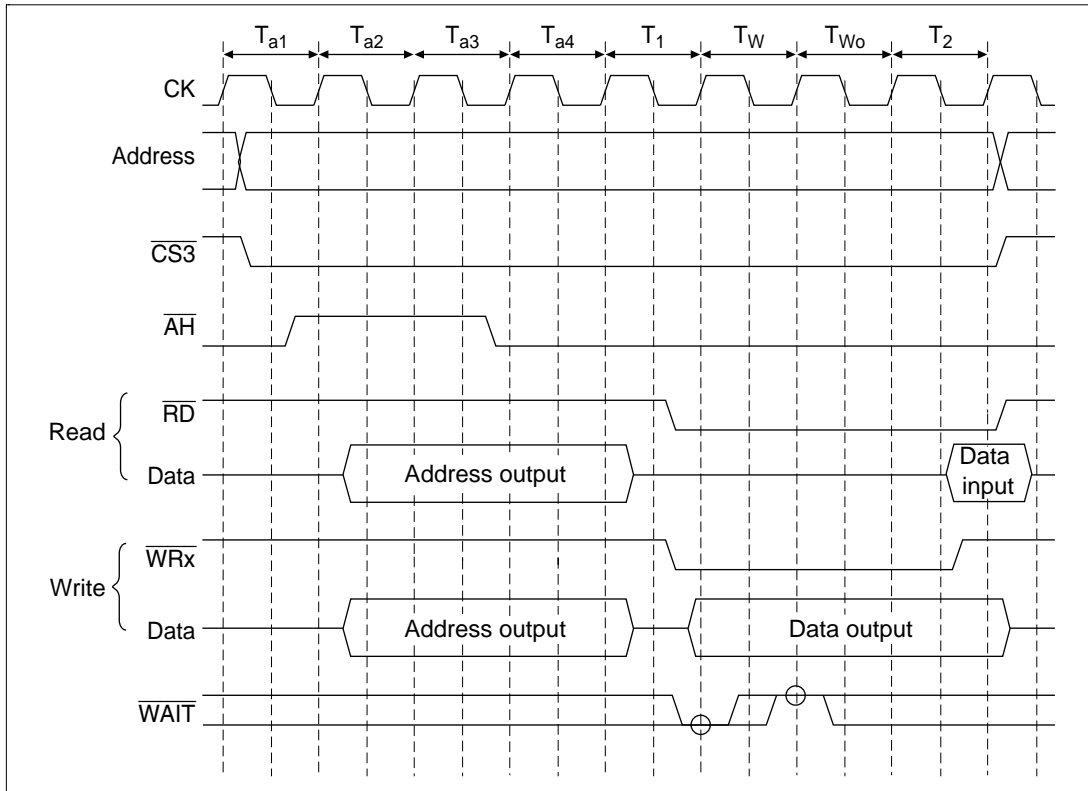 Ta1 Ta2 Ta3 Ta4 T1 TW TWo T2
CK
Address
CS3
AH
RD
Read
Data
Address output
Data
input
WRx
Write
Data
Address output
Data output
WAIT